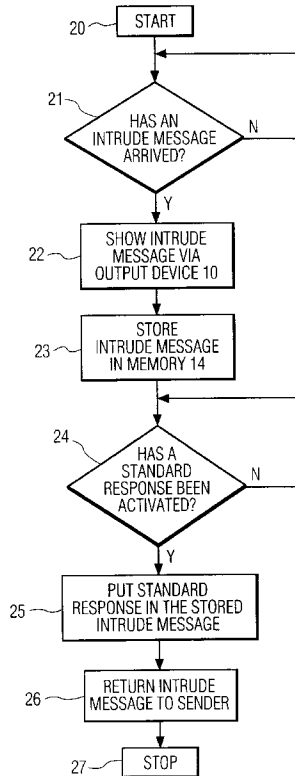 20
START
21
HAS AN
INTRUDE MESSAGE
ARRIVED?
N
Y
22
SHOW INTRUDE
MESSAGE VIA
OUTPUT DEVICE 10
23
STORE
INTRUDE MESSAGE
IN MEMORY 14
24
HAS A
STANDARD
RESPONSE BEEN
ACTIVATED?
N
Y
25
PUT STANDARD
RESPONSE IN THE STORED
INTRUDE MESSAGE
26
RETURN INTRUDE
MESSAGE TO SENDER
27
STOP